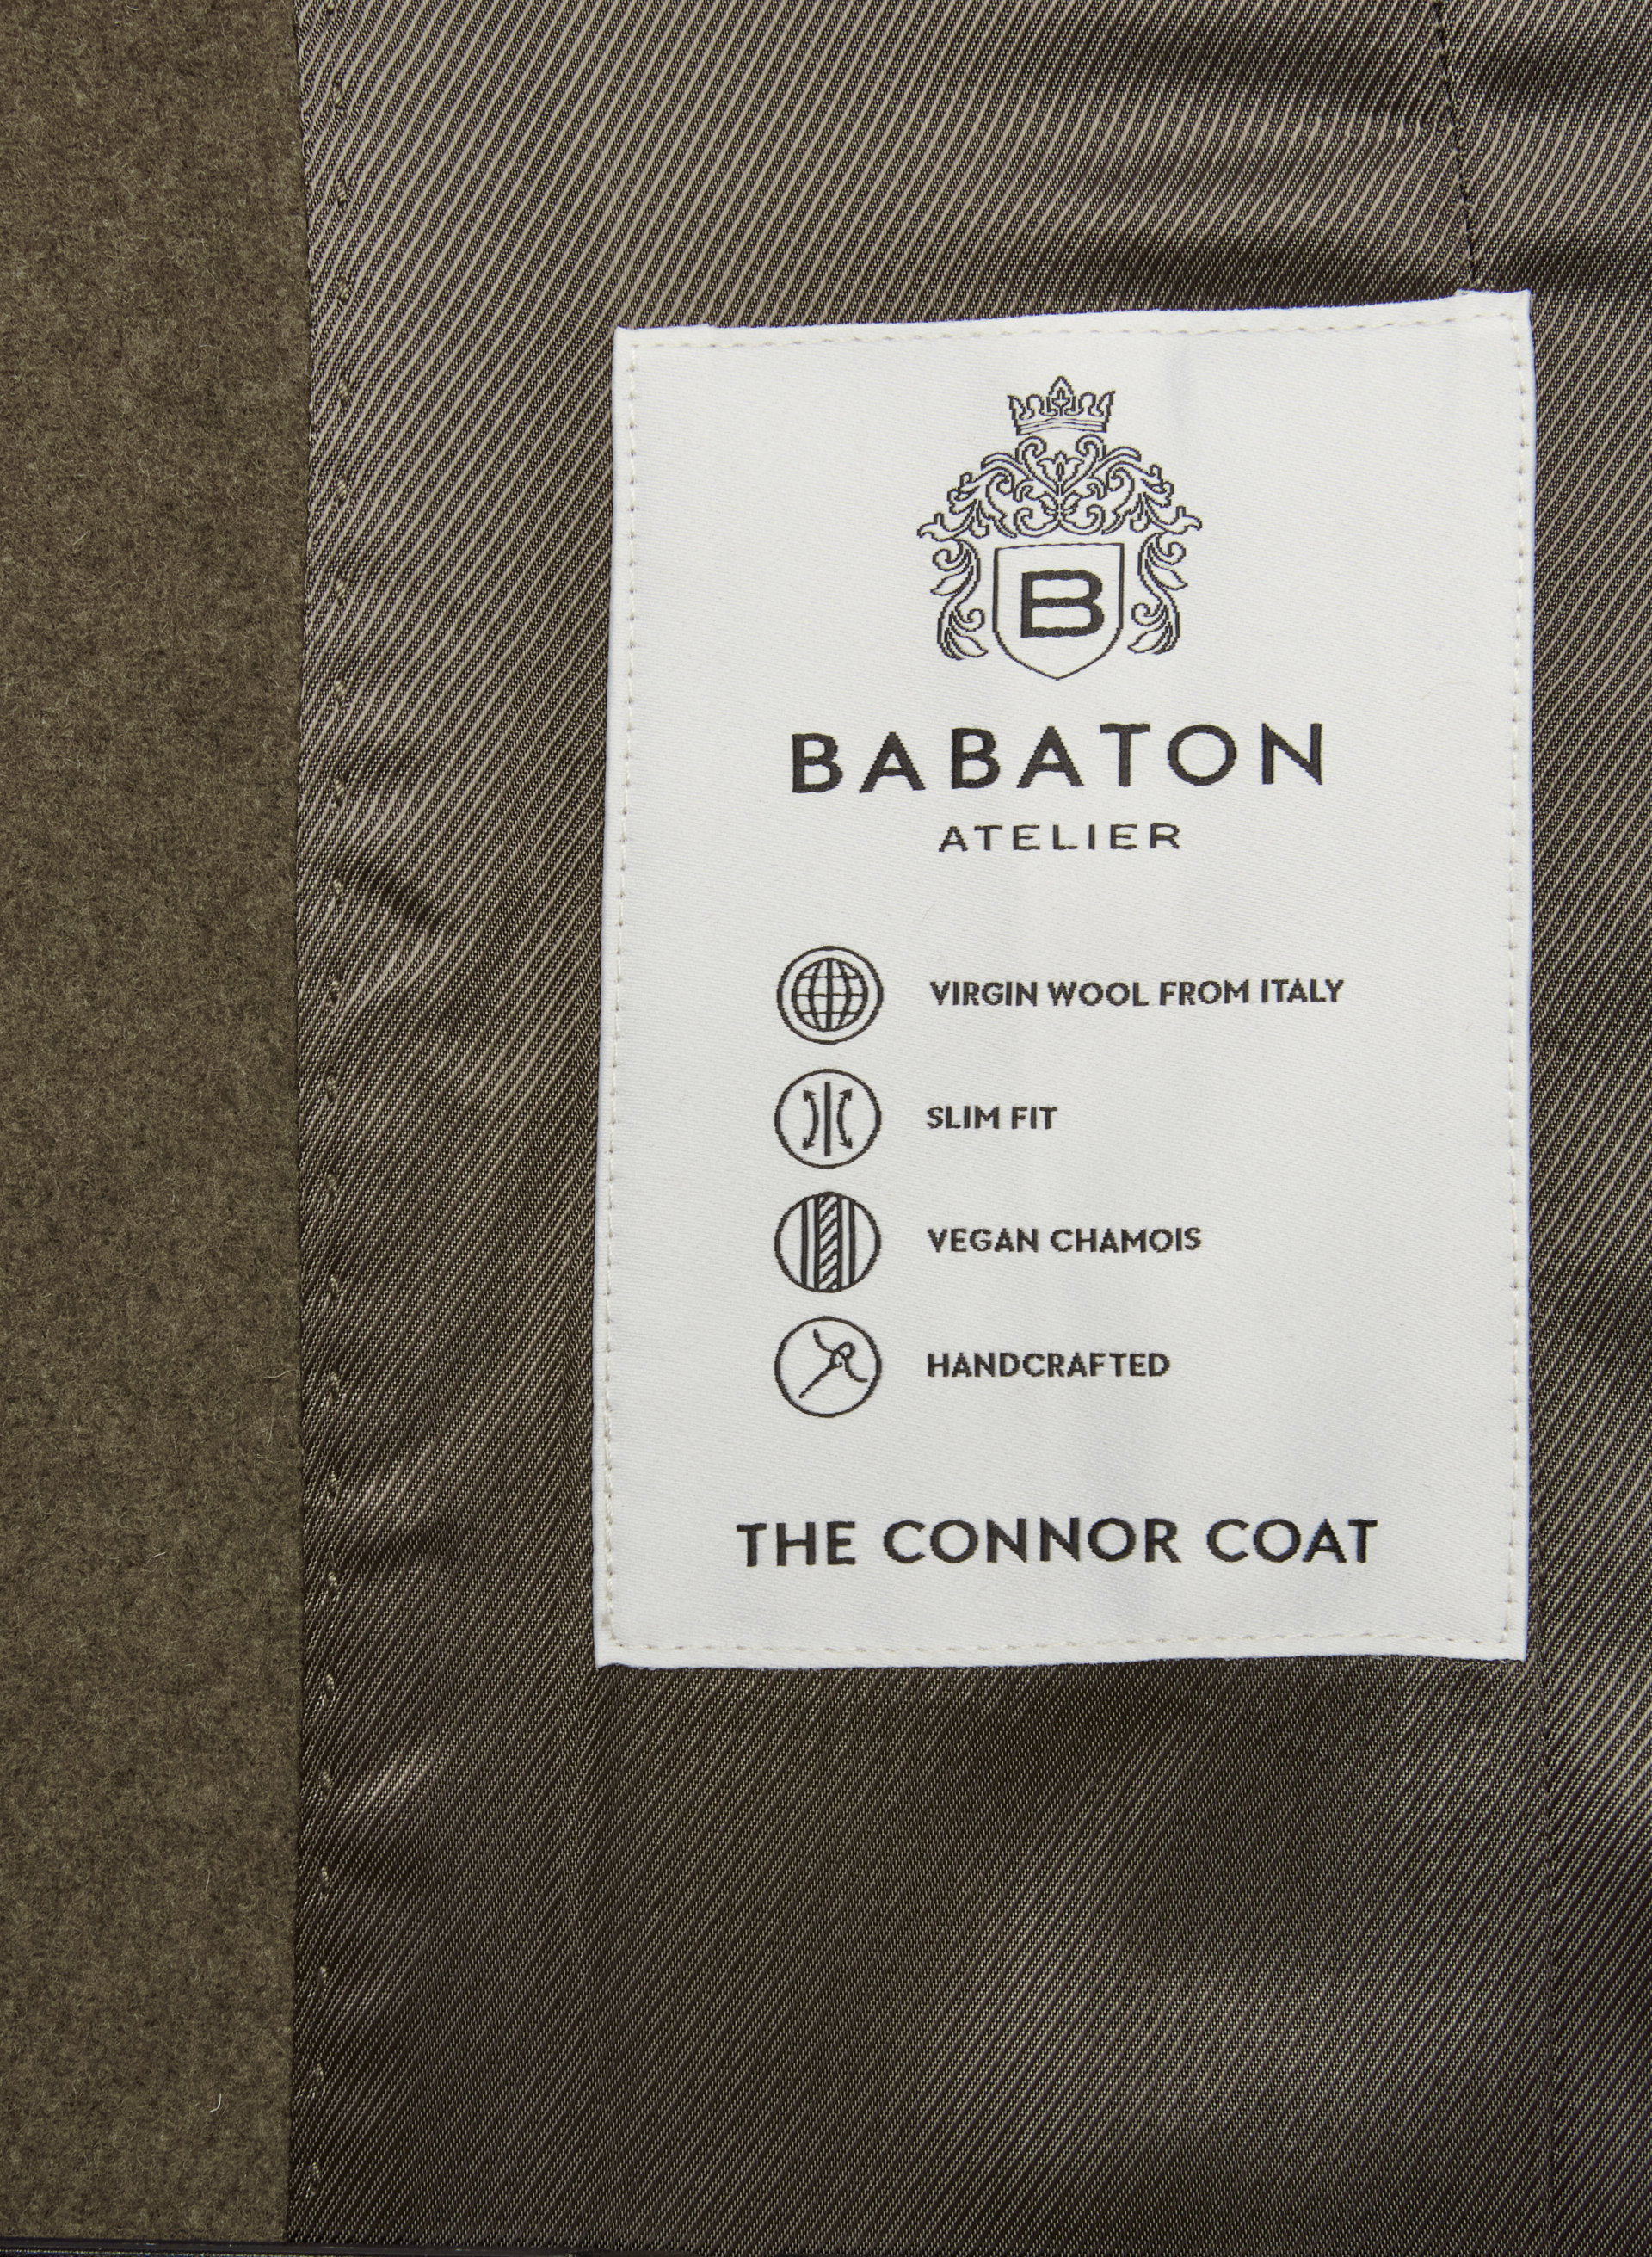 B
BABATON
ATELIER
VIRGIN WOOL FROM ITALY
SLIM FIT
VEGAN CHAMOIS
HANDCRAFTED
THE CONNOR COAT